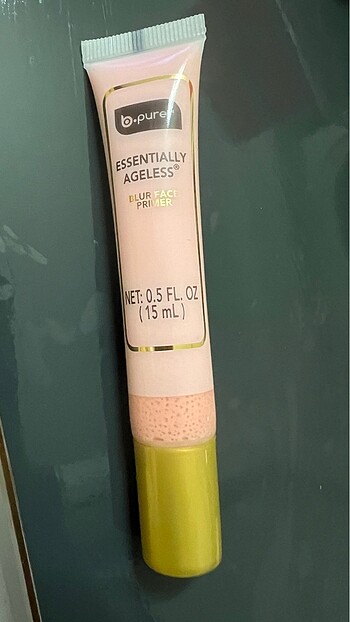 b.pure
ESSENTIALLY
AGELESS®
BLUR FACE
PRIMER
NET: 0.5 FL. OZ
(15 mL)